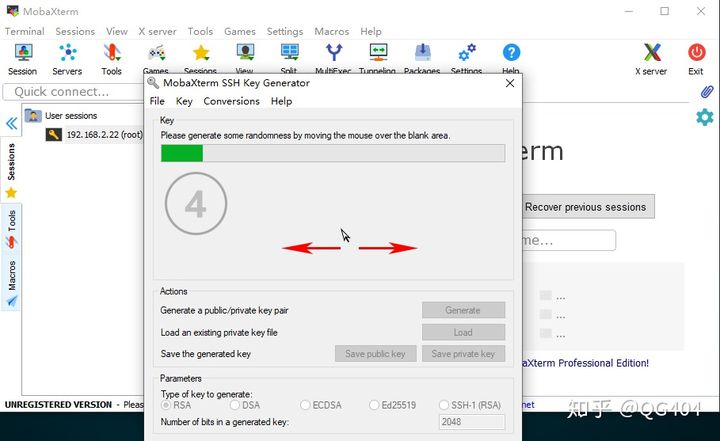 MobaXterm
Terminal Sessions View X server Tools Games Settings Macros Help
Session Servers Tools Games Sessions View Split MultiExec Tunneling Packages Settings Help X server Exit
Quick connect...
MobaXterm SSH Key Generator
File Key Conversions Help
User sessions
192.168.2.22 (root)
Sessions
Tools
Macros
Key
Please generate some randomness by moving the mouse over the blank area.
4
erm
Recover previous sessions
me...
...
...
...
Actions
Generate a public/private key pair
Generate
Load an existing private key file
Load
Save the generated key
Save public key
Save private key
Xterm Professional Edition!
Parameters
Type of key to generate:
RSA DSA ECDSA Ed25519 SSH-1 (RSA)
Number of bits in a generated key:
2048
UNREGISTERED VERSION - Pleas
net
知乎 @QG404